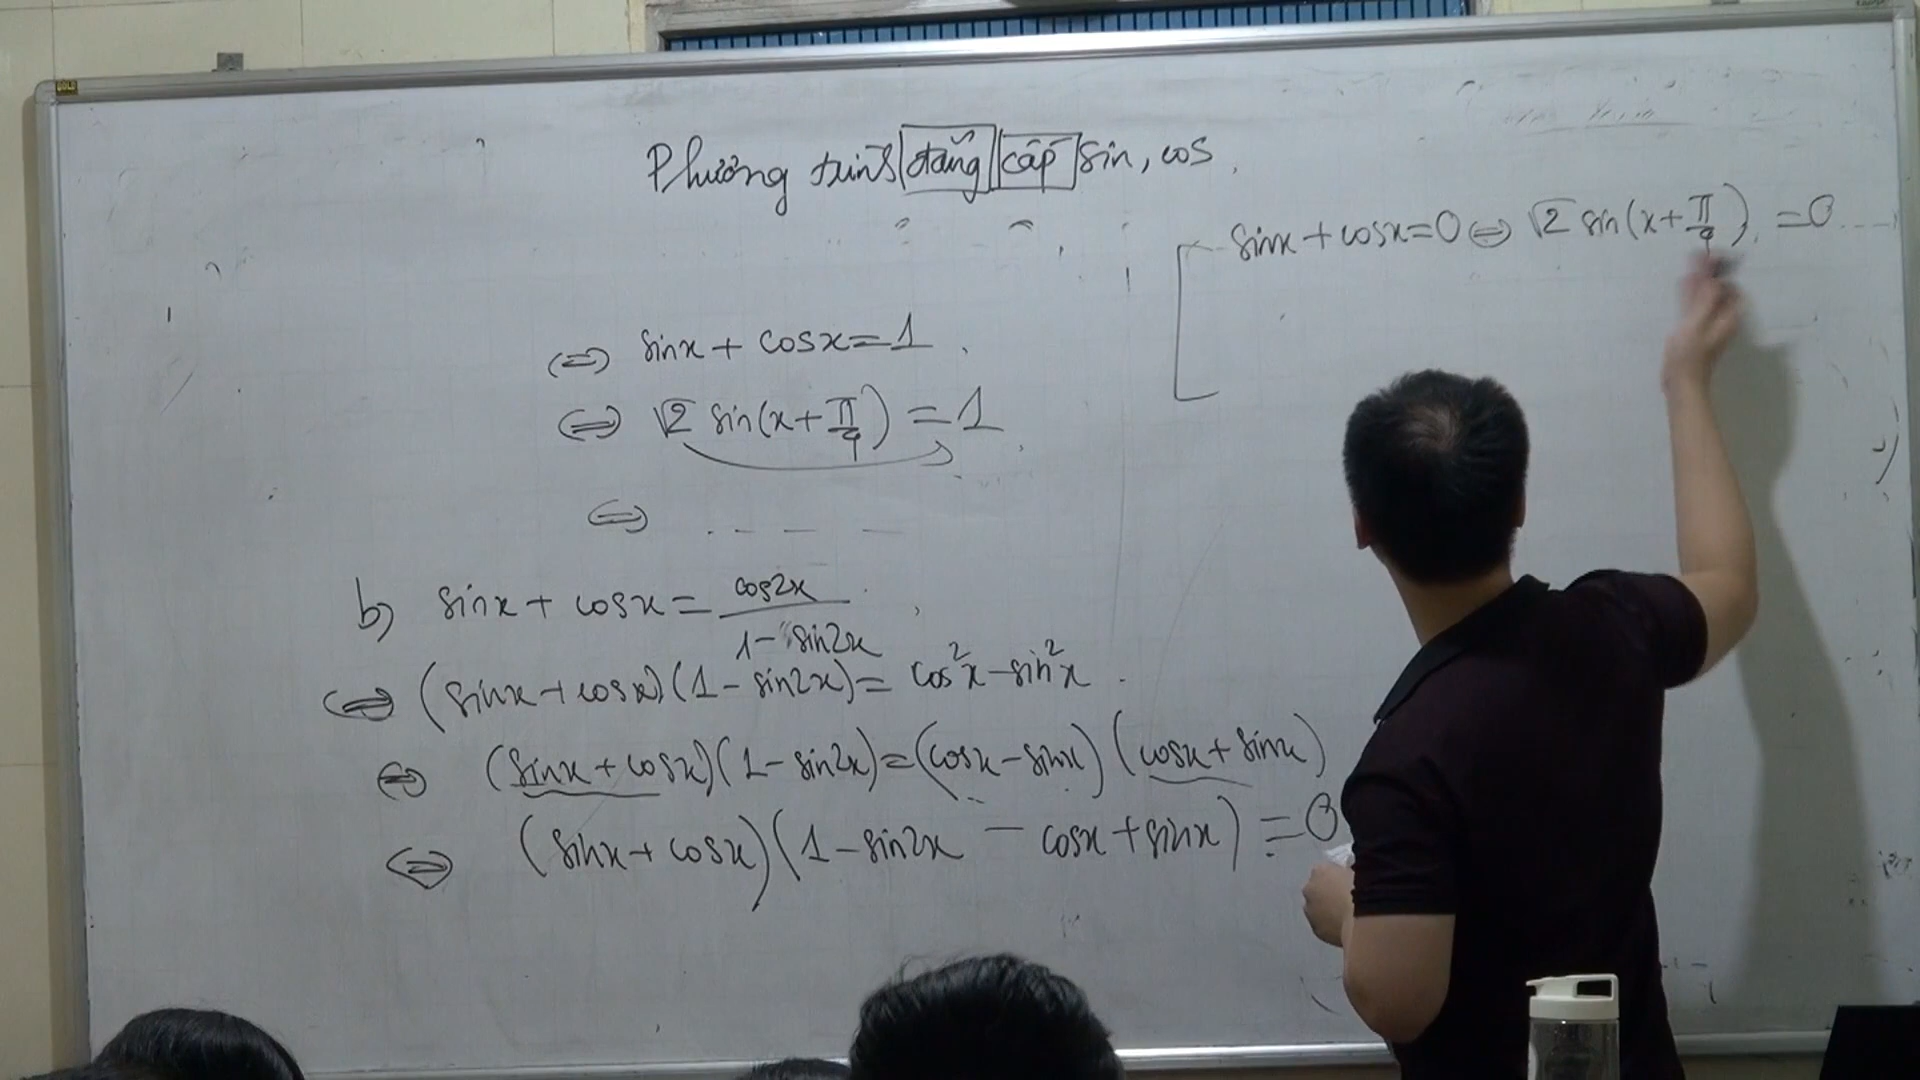 Phương trình đẳng cấp sin, cos
⇔ sinx + cosx = 1
⇔ √2 sin(x + π/4) = 1
⇔ . - - -
b) sinx + cosx = cos2x / (1 - sin2x)
⇔ (sinx + cosx)(1 - sin2x) = cos²x - sin²x
⇔ (sinx + cosx)(1 - sin2x) = (cosx - sinx)(cosx + sinx)
⇔ (sinx + cosx)(1 - sin2x - cosx + sinx) = 0
sinx + cosx = 0 ⇔ √2 sin(x + π/4) = 0